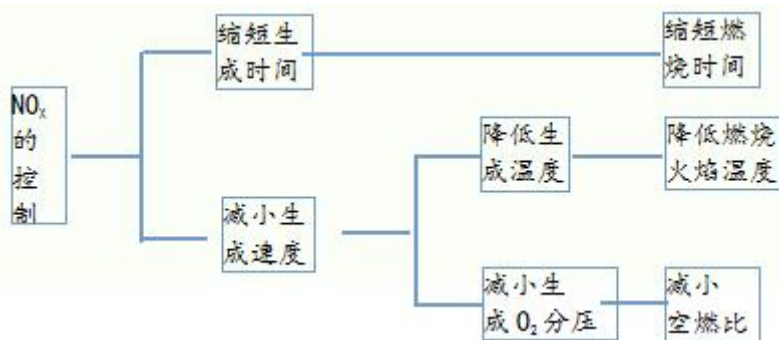 NOₓ
的
控
制
缩短生
成时间
缩短燃
烧时间
减小生
成速度
降低生
成温度
降低燃烧
火焰温度
减小生
成O₂分压
减小
空燃比